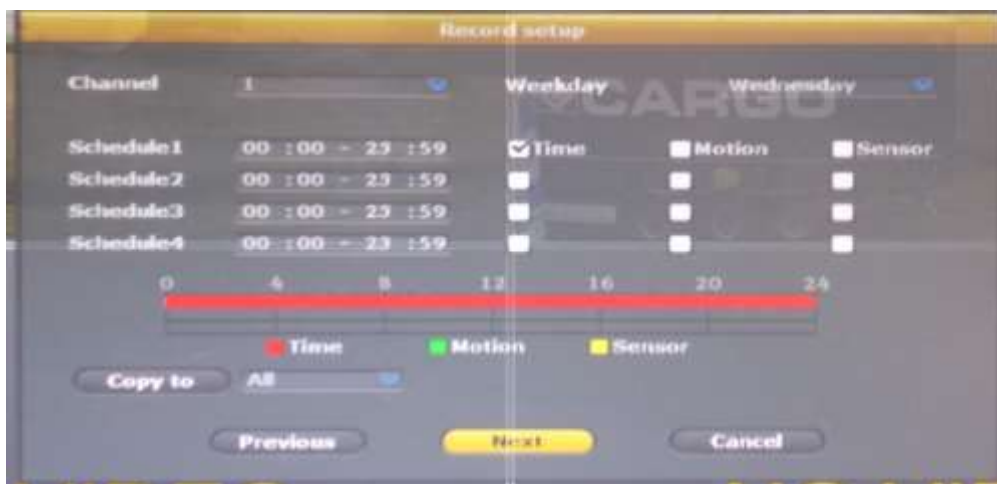 Record setup
Channel 1 Weekday Wednesday
CARGO
Schedule1 00 :00 - 23 :59 Time Motion Sensor
Schedule2 00 :00 - 23 :59
Schedule3 00 :00 - 23 :59
Schedule4 00 :00 - 23 :59
0 4 8 12 16 20 24
Time Motion Sensor
Copy to All
Previous Next Cancel